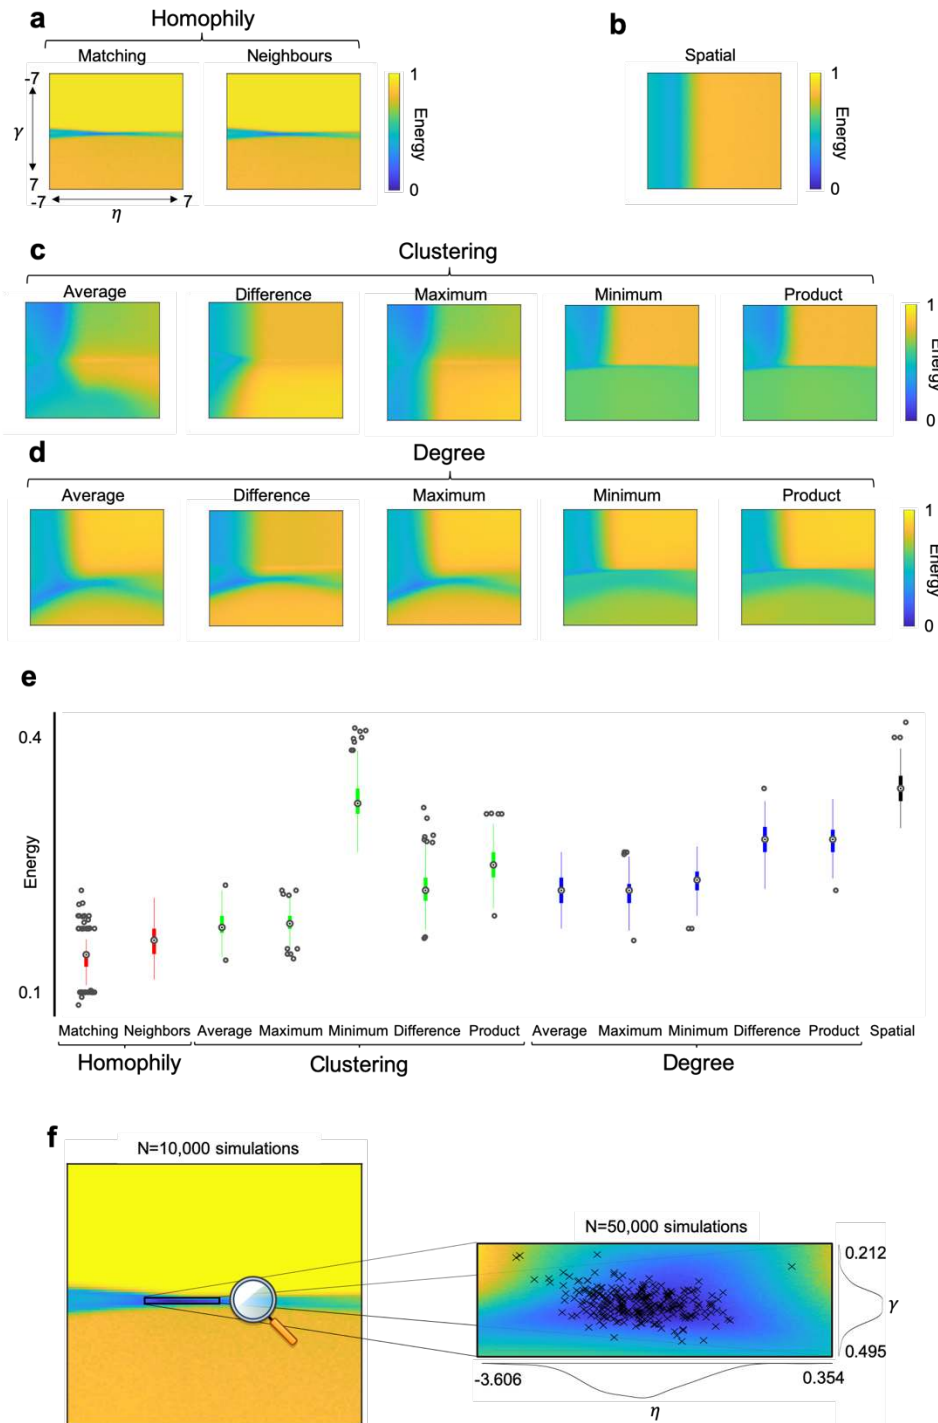 a
Homophily
Matching
Neighbours
-7
γ
7
-7
η
7
1
Energy
0
b
Spatial
1
Energy
0
c
Clustering
Average
Difference
Maximum
Minimum
Product
1
Energy
0
d
Degree
Average
Difference
Maximum
Minimum
Product
1
Energy
0
e
0.4
Energy
0.1
Matching Neighbors Average Maximum Minimum Difference Product Average Maximum Minimum Difference Product Spatial
Homophily Clustering Degree
f
N=10,000 simulations
N=50,000 simulations
0.212
γ
0.495
-3.606
0.354
η